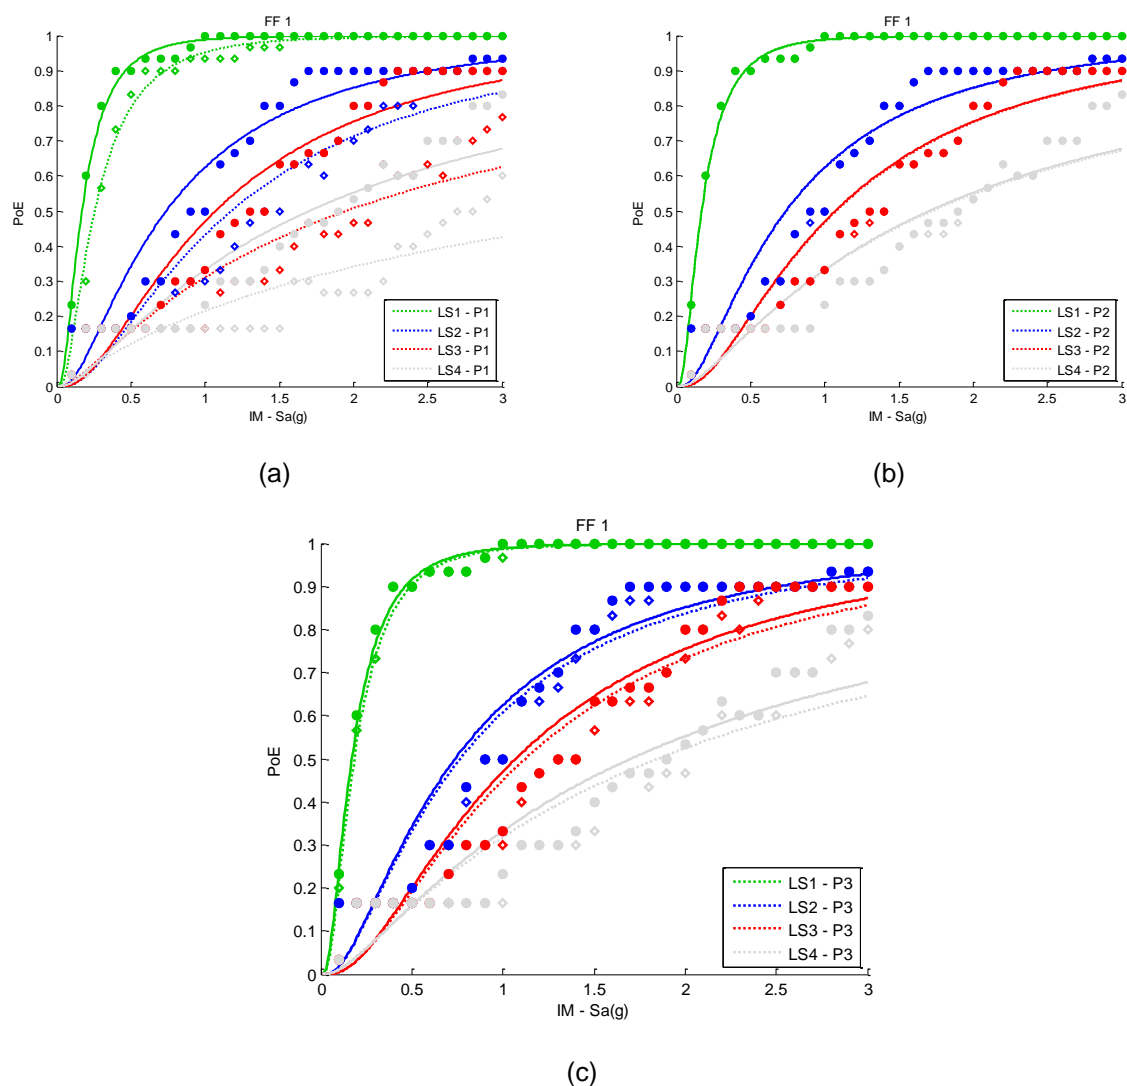 FF 1
1
0.9
0.8
0.7
0.6
0.5
0.4
0.3
0.2
0.1
0
PoE
0 0.5 1 1.5 2 2.5 3
IM - Sa(g)
LS1 - P1
LS2 - P1
LS3 - P1
LS4 - P1
(a)
FF 1
1
0.9
0.8
0.7
0.6
0.5
0.4
0.3
0.2
0.1
0
PoE
0 0.5 1 1.5 2 2.5 3
IM - Sa(g)
LS1 - P2
LS2 - P2
LS3 - P2
LS4 - P2
(b)
FF 1
1
0.9
0.8
0.7
0.6
0.5
0.4
0.3
0.2
0.1
0
PoE
0 0.5 1 1.5 2 2.5 3
IM - Sa(g)
LS1 - P3
LS2 - P3
LS3 - P3
LS4 - P3
(c)